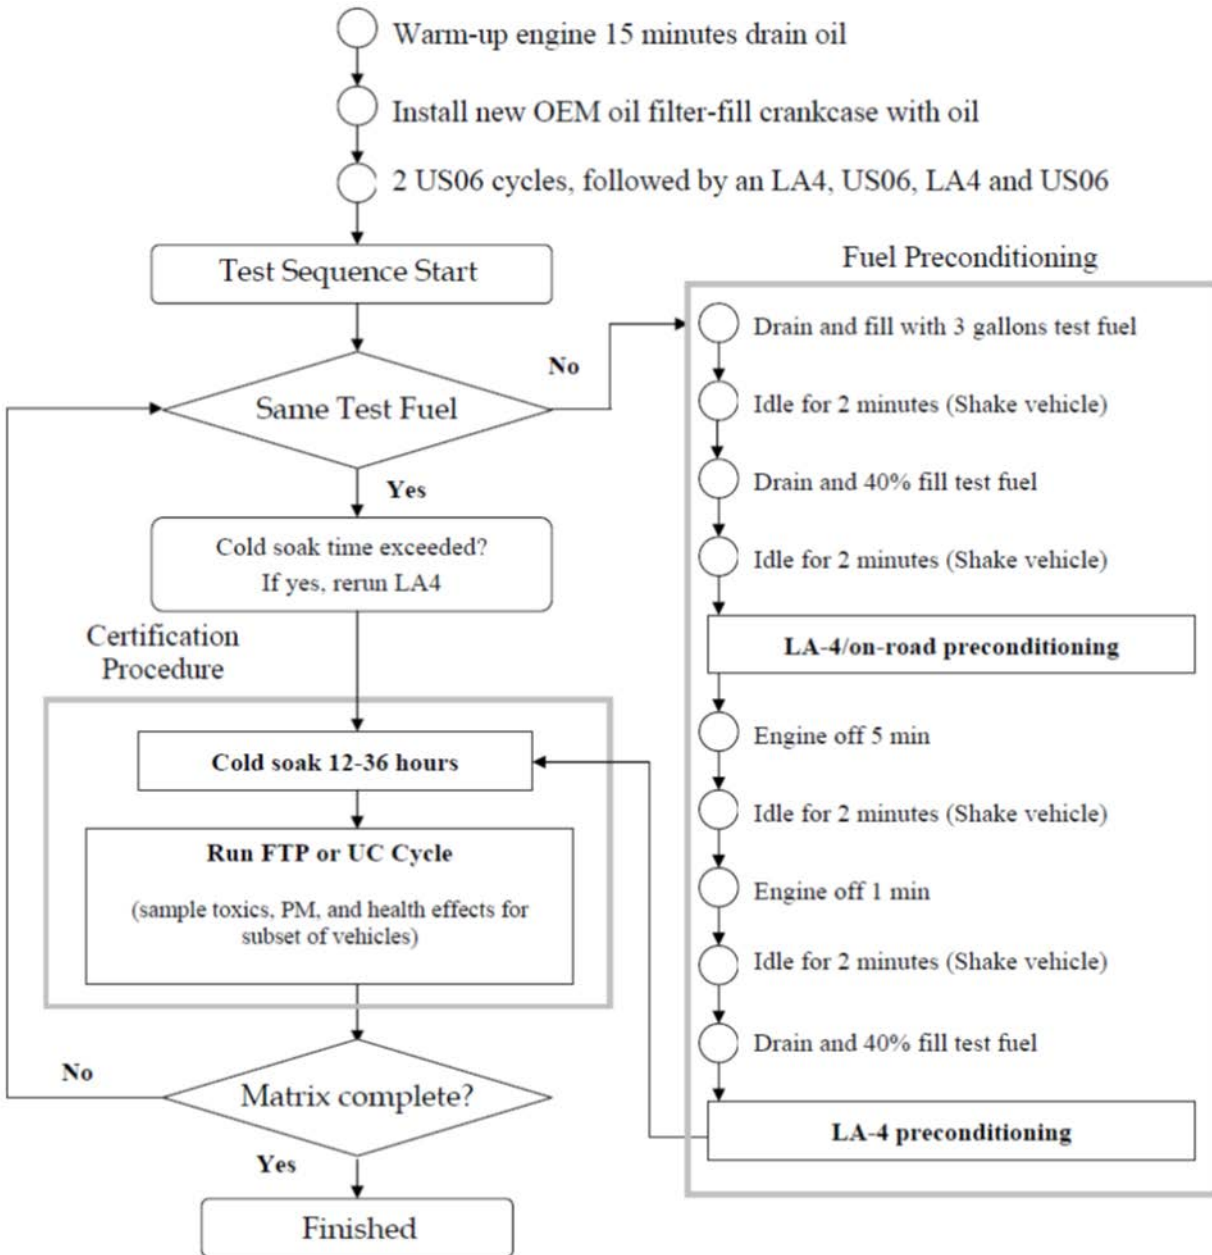 Warm-up engine 15 minutes drain oil
Install new OEM oil filter-fill crankcase with oil
2 US06 cycles, followed by an LA4, US06, LA4 and US06
Test Sequence Start
Same Test Fuel
No
Yes
Cold soak time exceeded?
If yes, rerun LA4
Certification
Procedure
Cold soak 12-36 hours
Run FTP or UC Cycle
(sample toxics, PM, and health effects for
subset of vehicles)
Matrix complete?
No
Yes
Finished
Fuel Preconditioning
Drain and fill with 3 gallons test fuel
Idle for 2 minutes (Shake vehicle)
Drain and 40% fill test fuel
Idle for 2 minutes (Shake vehicle)
LA-4/on-road preconditioning
Engine off 5 min
Idle for 2 minutes (Shake vehicle)
Engine off 1 min
Idle for 2 minutes (Shake vehicle)
Drain and 40% fill test fuel
LA-4 preconditioning